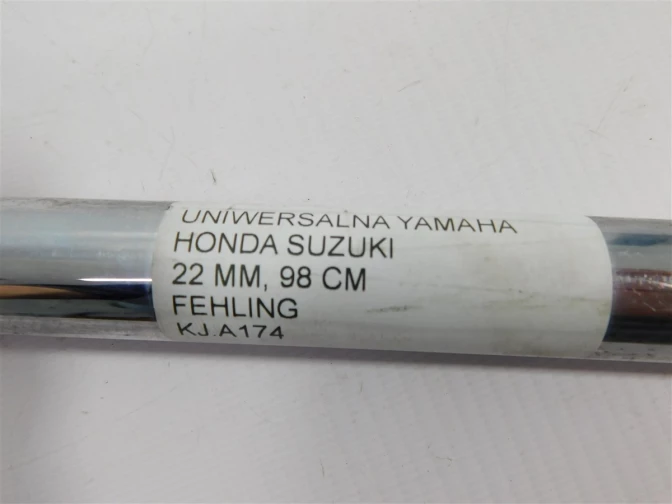 UNIWERSALNA YAMAHA
HONDA SUZUKI
22 MM, 98 CM
FEHLING
KJ.A174